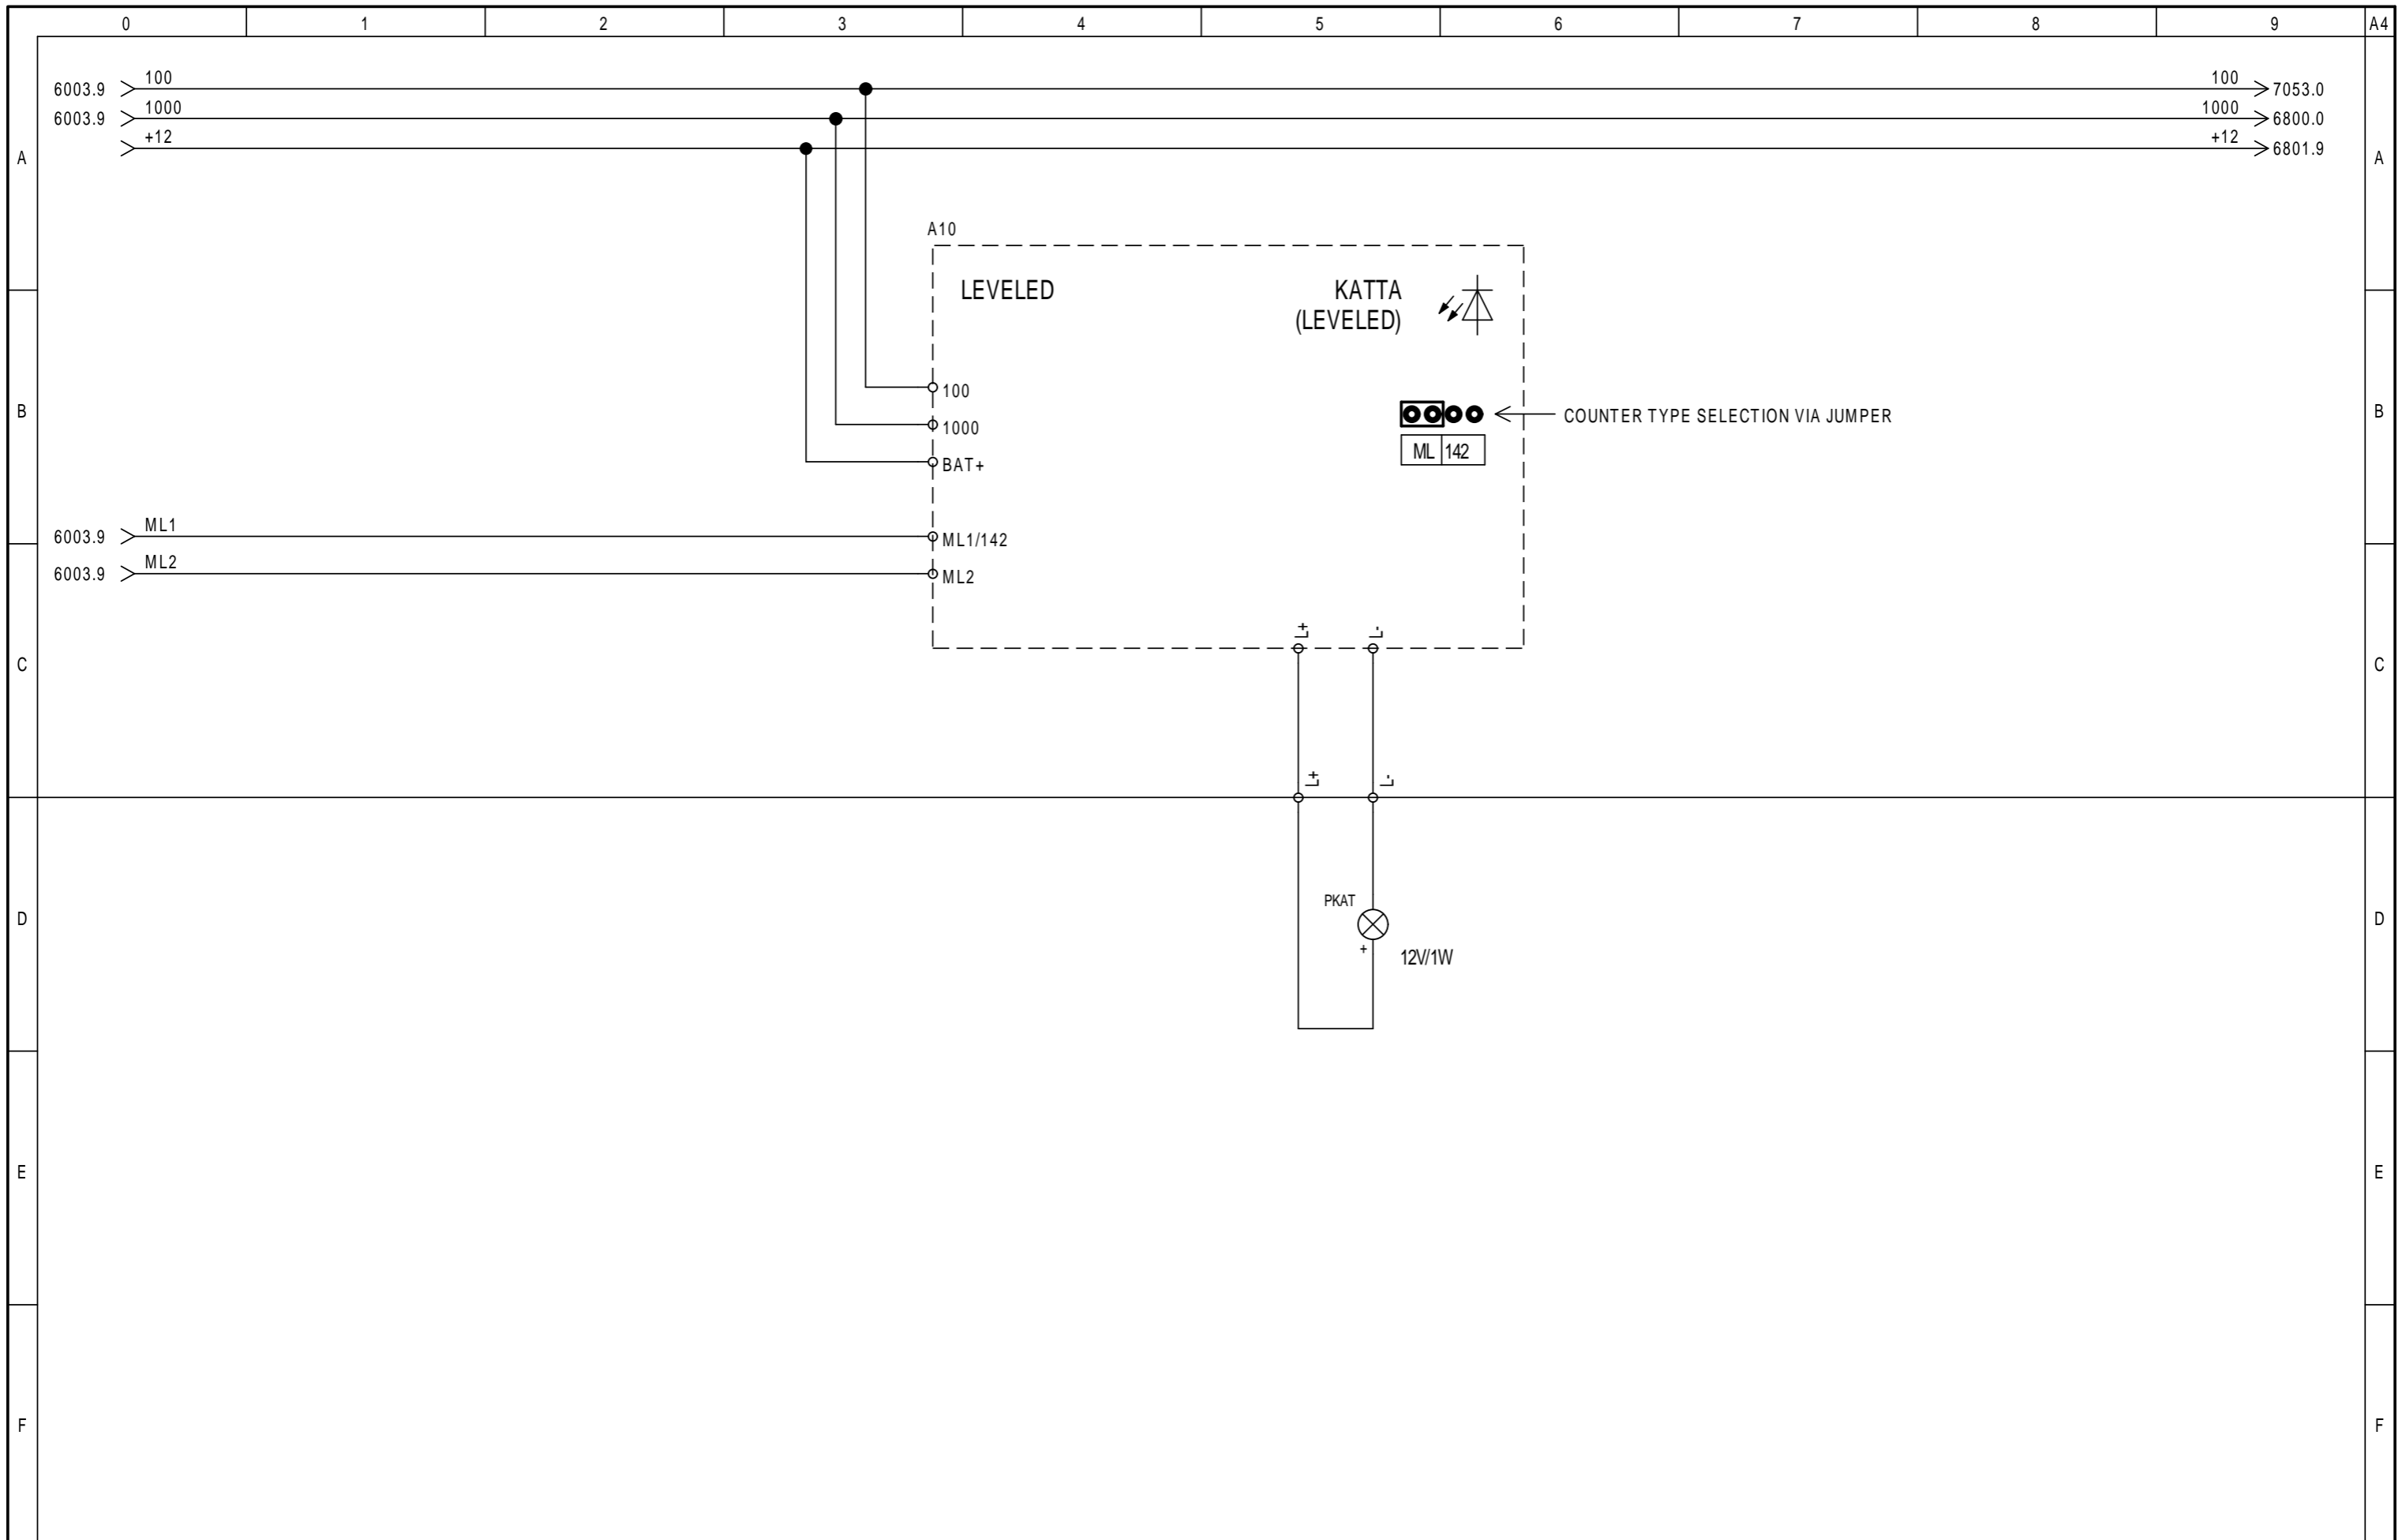 0 1 2 3 4 5 6 7 8 9 A4
100 100
6003.9 7053.0
1000 1000
6003.9 6800.0
+12 +12
6801.9
A A
A10
LEVELED KATTA
(LEVELED)
100
B COUNTER TYPE SELECTION VIA JUMPER B
1000
ML 142
BAT+
ML1
6003.9 ML1/142
ML2
6003.9 ML2
L+ L-
C C
L+ L-
PKAT
D D
+
12V/1W
E E
F F